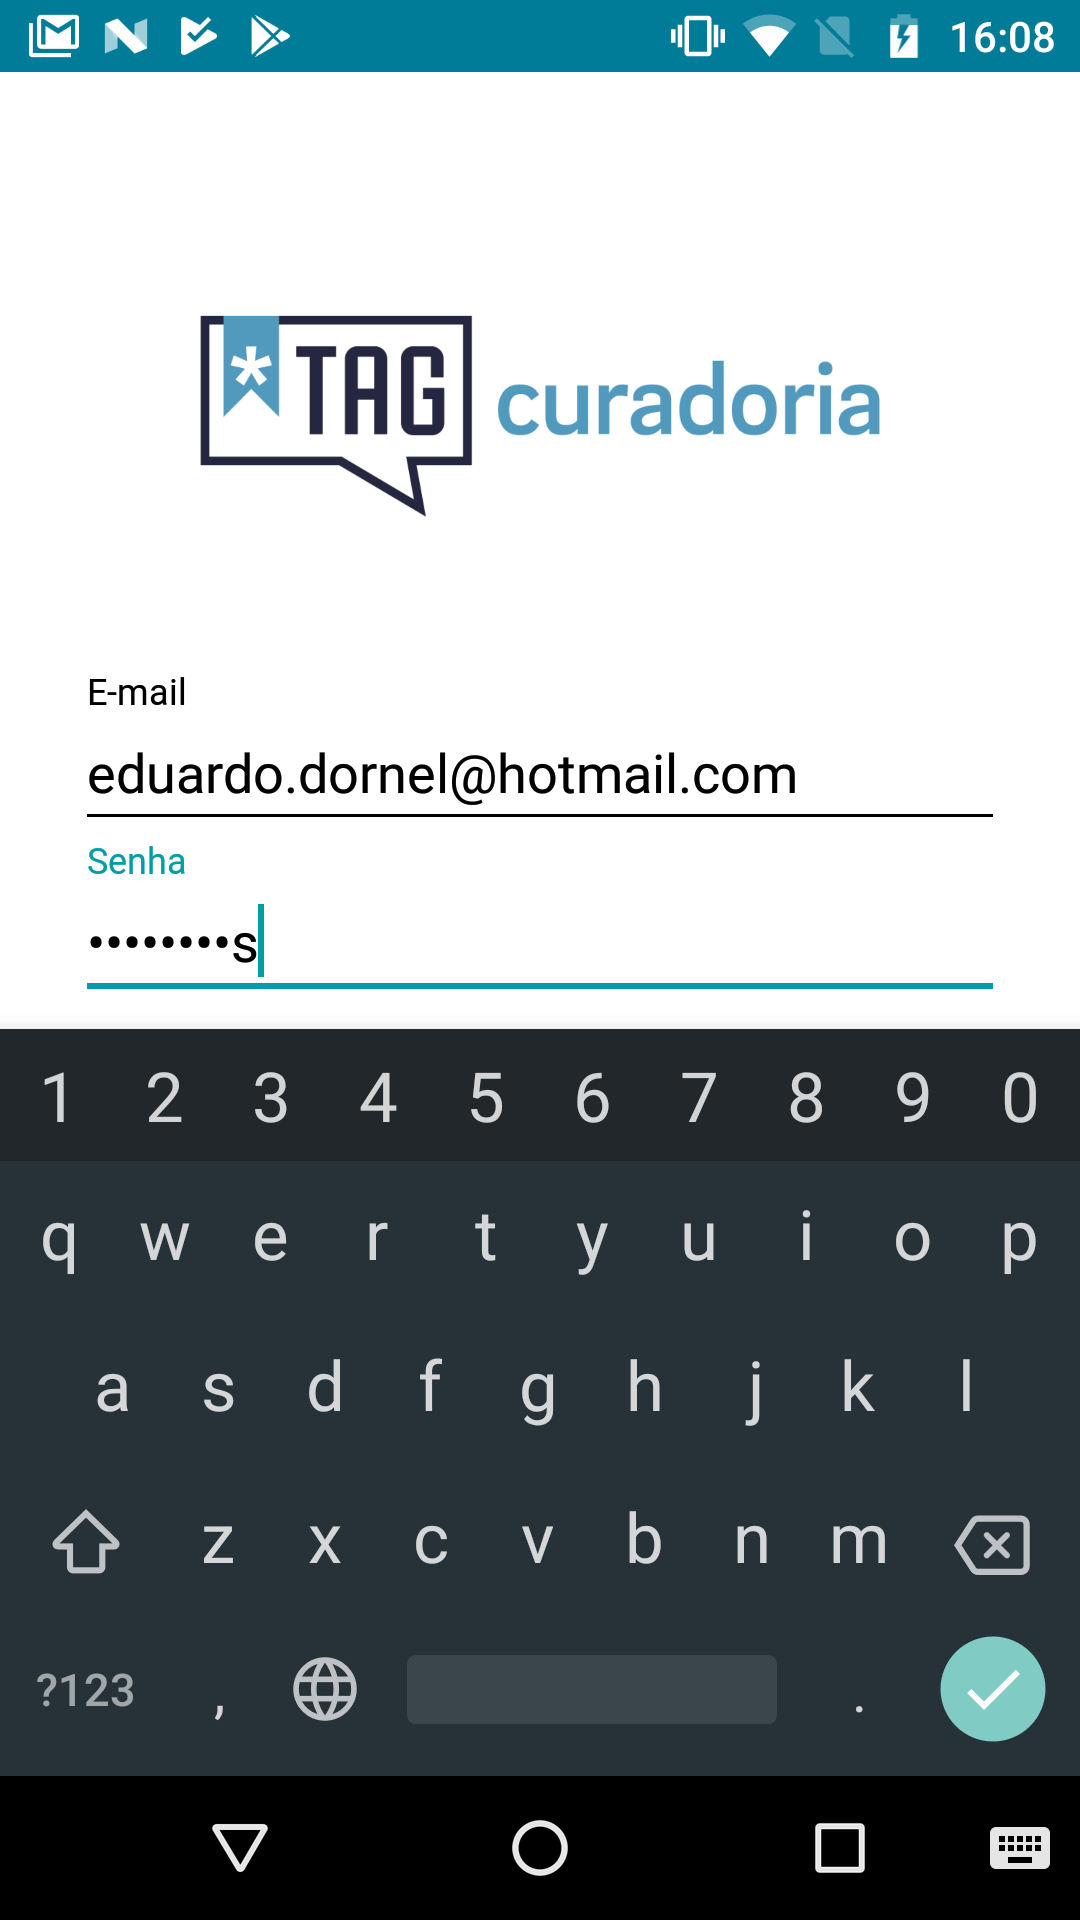 16:08
*TAG curadoria
E-mail
eduardo.dornel@hotmail.com
Senha
••••••••s
1 2 3 4 5 6 7 8 9 0
q w e r t y u i o p
a s d f g h j k l
z x c v b n m
?123 , .